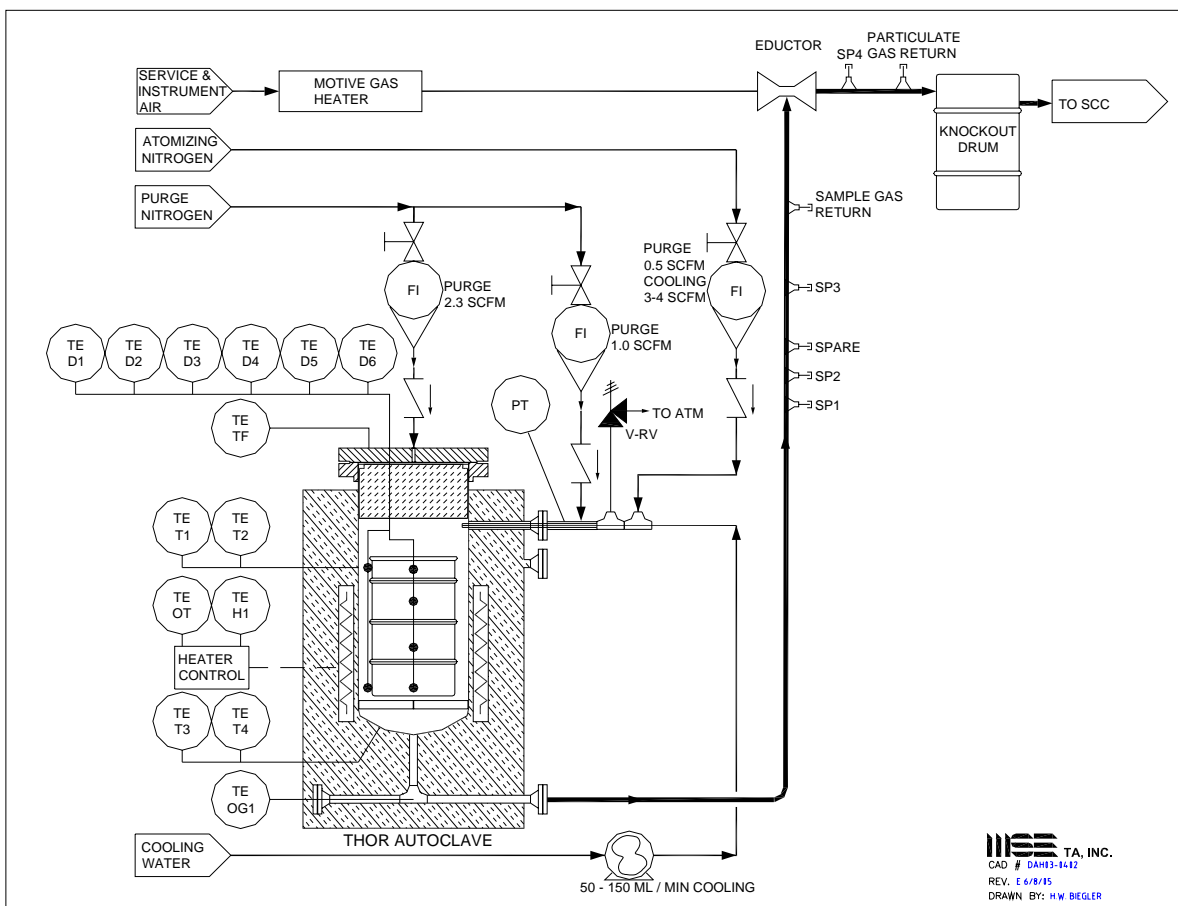 EDUCTOR
SP4
PARTICULATE
GAS RETURN
SERVICE &
INSTRUMENT
AIR
MOTIVE GAS
HEATER
KNOCKOUT
DRUM
TO SCC
ATOMIZING
NITROGEN
PURGE
NITROGEN
SAMPLE GAS
RETURN
FI
PURGE
2.3 SCFM
FI
PURGE
1.0 SCFM
PURGE
0.5 SCFM
COOLING
3-4 SCFM
FI
SP3
SPARE
SP2
SP1
TE
D1
TE
D2
TE
D3
TE
D4
TE
D5
TE
D6
TE
TF
PT
TO ATM
V-RV
TE
T1
TE
T2
TE
OT
TE
H1
HEATER
CONTROL
TE
T3
TE
T4
TE
OG1
THOR AUTOCLAVE
COOLING
WATER
50 - 150 ML / MIN COOLING
MSE TA, INC.
CAD # DAH03-0402
REV. E 6/8/05
DRAWN BY: H.W. BIEGLER